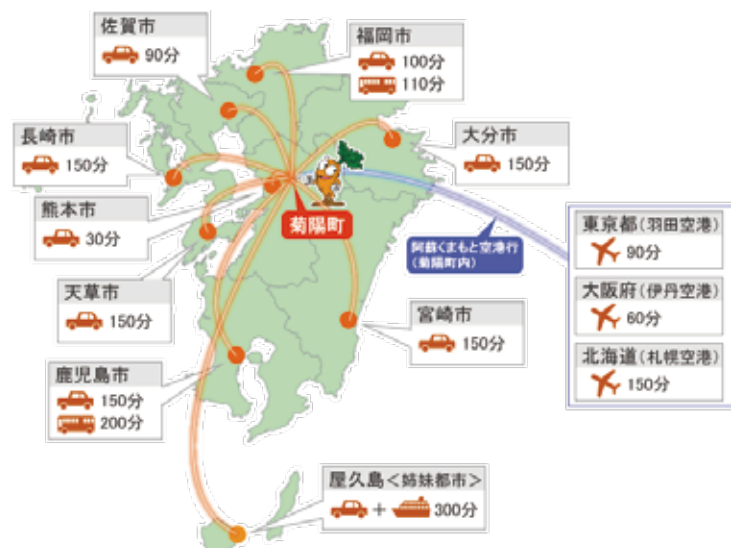 佐賀市
90分
福岡市
100分
110分
長崎市
150分
大分市
150分
熊本市
30分
菊陽町
阿蘇くまもと空港行
(菊陽町内)
東京都(羽田空港)
90分
大阪府(伊丹空港)
60分
北海道(札幌空港)
150分
天草市
150分
宮崎市
150分
鹿児島市
150分
200分
屋久島<姉妹都市>
+
300分